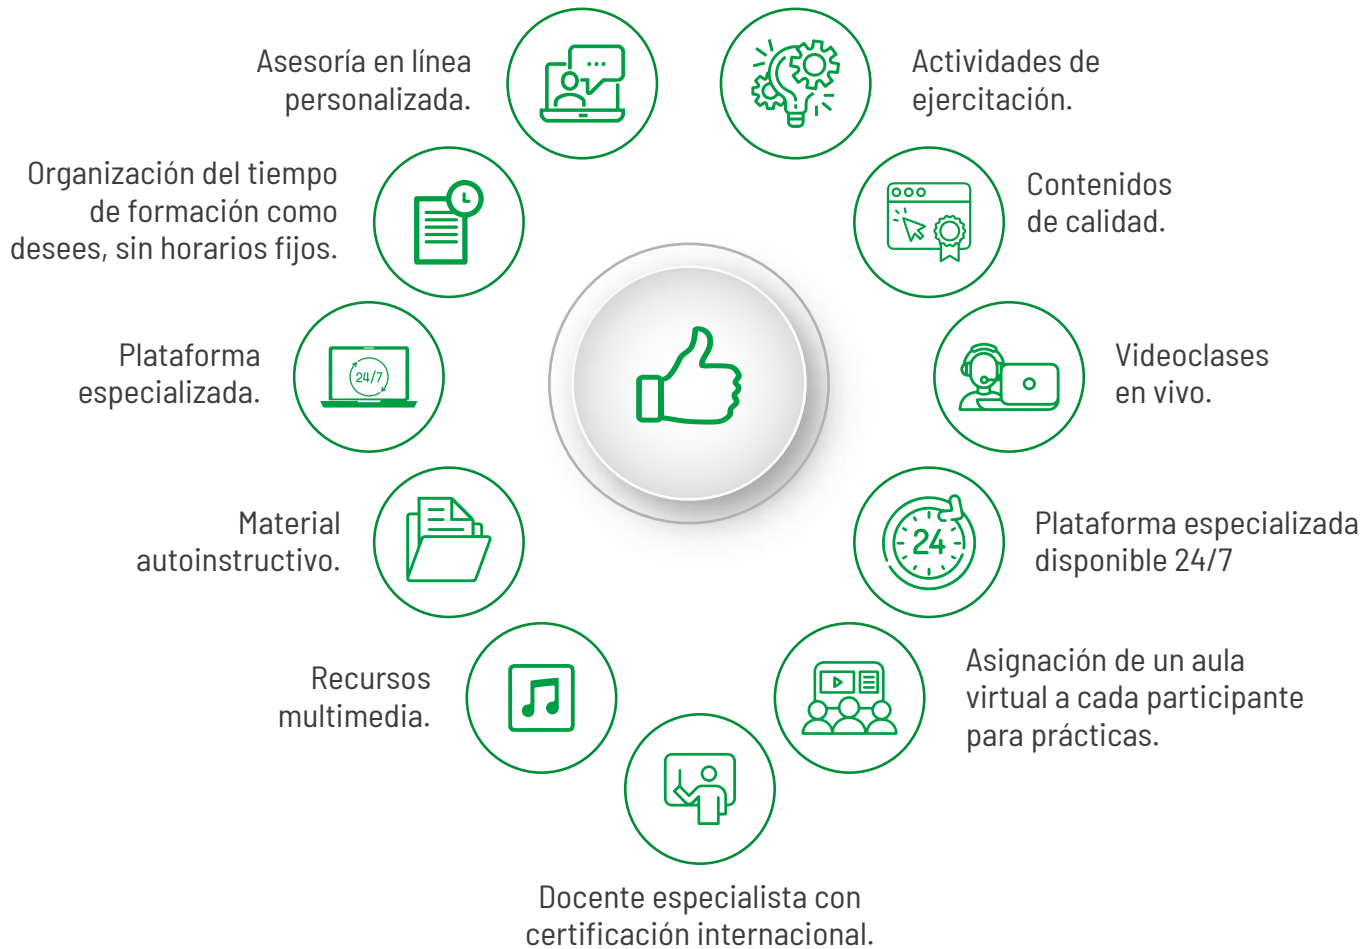 Asesoría en línea
personalizada.
Actividades de
ejercitación.
Organización del tiempo
de formación como
desees, sin horarios fijos.
Contenidos
de calidad.
Plataforma
especializada.
24/7
Videoclases
en vivo.
Material
autoinstructivo.
24
Plataforma especializada
disponible 24/7
Recursos
multimedia.
Asignación de un aula
virtual a cada participante
para prácticas.
Docente especialista con
certificación internacional.